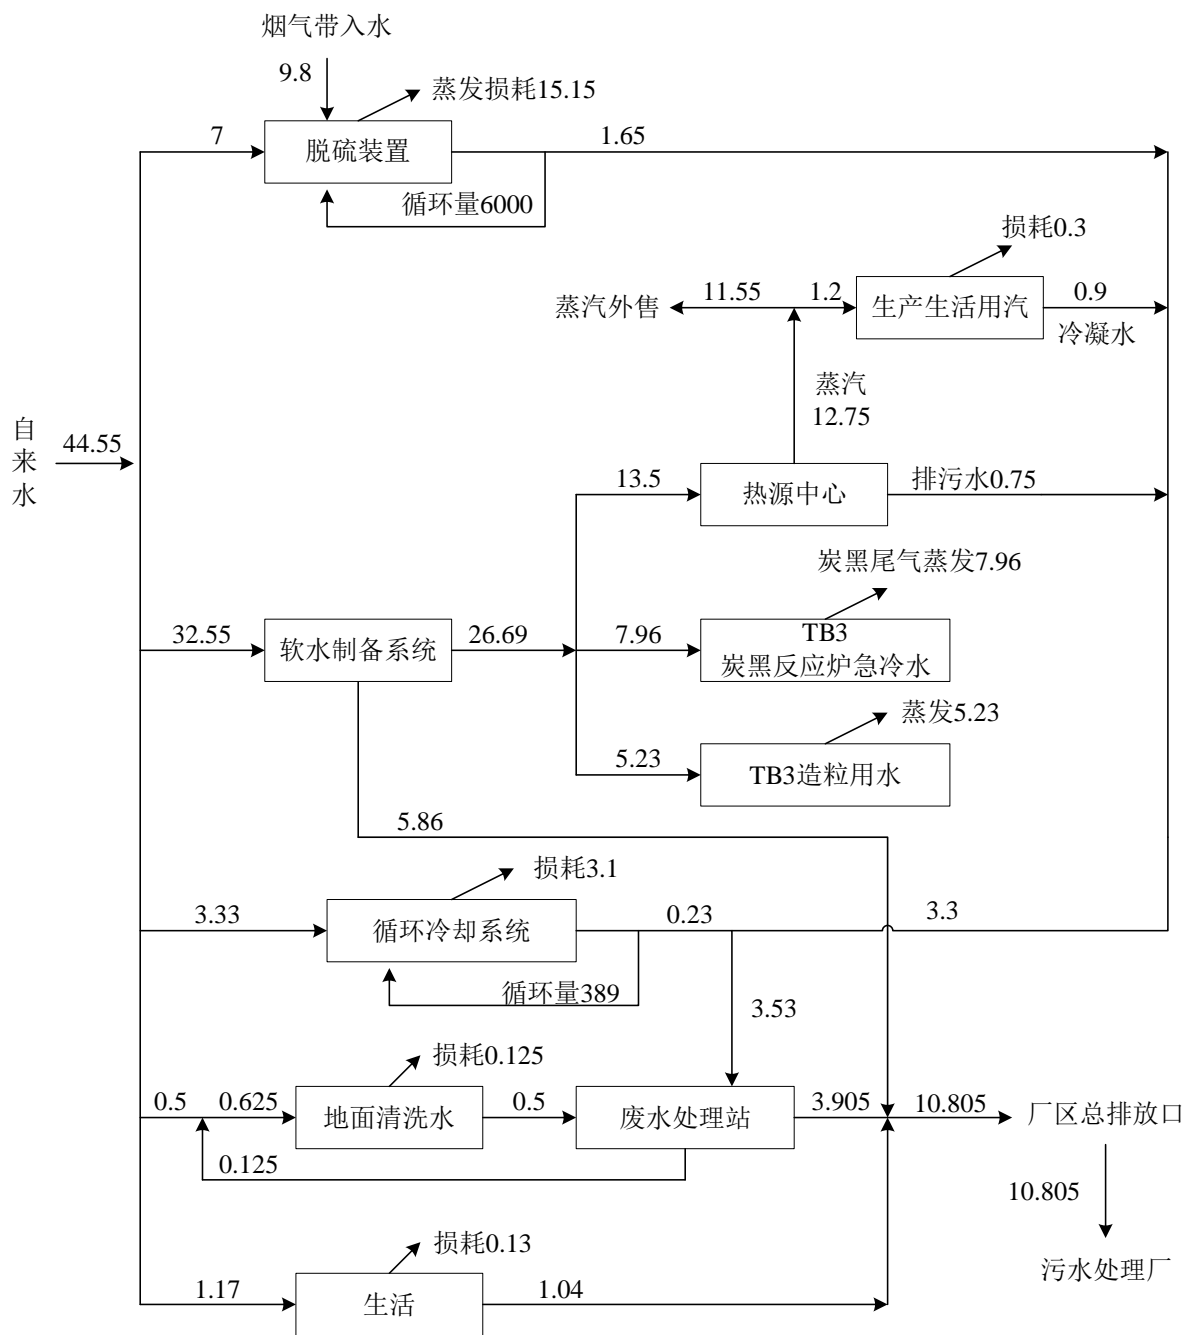 烟气带入水
9.8
蒸发损耗15.15
7
脱硫装置
1.65
循环量6000
损耗0.3
蒸汽外售
11.55
1.2
生产生活用汽
0.9
冷凝水
蒸汽
12.75
自
来
水
44.55
13.5
热源中心
排污水0.75
炭黑尾气蒸发7.96
32.55
软水制备系统
26.69
7.96
TB3
炭黑反应炉急冷水
蒸发5.23
5.23
TB3造粒用水
5.86
损耗3.1
3.33
循环冷却系统
0.23
3.3
循环量389
3.53
损耗0.125
0.5
0.625
地面清洗水
0.5
废水处理站
3.905
10.805
厂区总排放口
0.125
10.805
损耗0.13
污水处理厂
1.17
生活
1.04